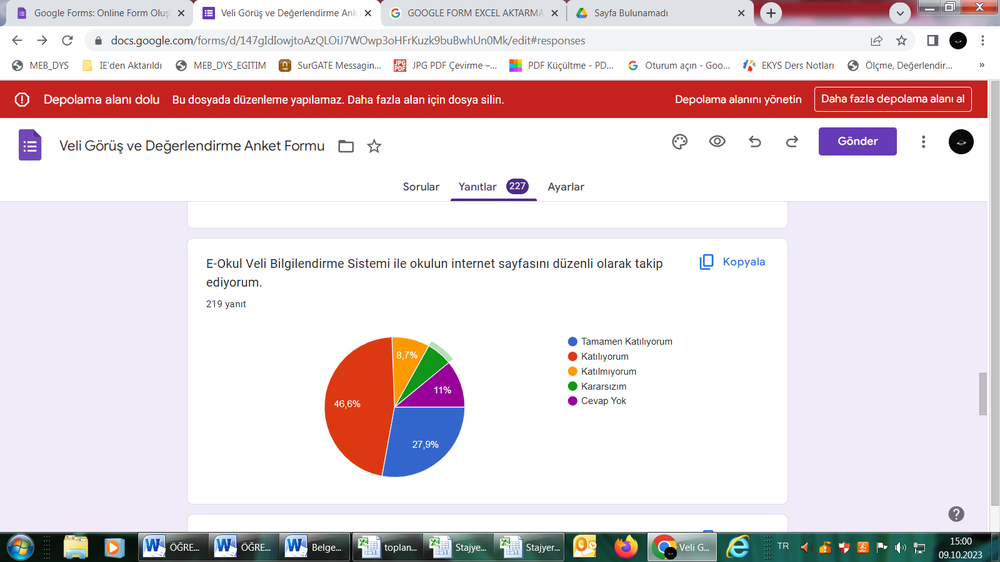 Google Forms: Online Form Oluşt
Veli Görüş ve Değerlendirme Ank
GOOGLE FORM EXCEL AKTARMA
Sayfa Bulunamadı
docs.google.com/forms/d/147gIdIowjtoAzQLOiJ7WOwp3oHFrKuzk9buBwhUn0Mk/edit#responses
MEB_DYS
IE'den Aktarıldı
MEB_DYS_EGITIM
SurGATE Messagin...
JPG PDF Çevirme –...
PDF Küçültme - PD...
Oturum açın - Goo...
EKYS Ders Notları
Ölçme, Değerlendir...
»
Depolama alanı dolu
Bu dosyada düzenleme yapılamaz. Daha fazla alan için dosya silin.
Depolama alanını yönetin
Daha fazla depolama alanı al
Veli Görüş ve Değerlendirme Anket Formu
Gönder
Sorular
Yanıtlar 227
Ayarlar
E-Okul Veli Bilgilendirme Sistemi ile okulun internet sayfasını düzenli olarak takip
ediyorum.
Kopyala
219 yanıt
8,7%
11%
46,6%
27,9%
Tamamen Katılıyorum
Katılıyorum
Katılmıyorum
Kararsızım
Cevap Yok
ÖĞRE...
ÖĞRE...
Belge...
toplan...
Stajye...
Stajyer...
Veli G...
TR
15:00
09.10.2023